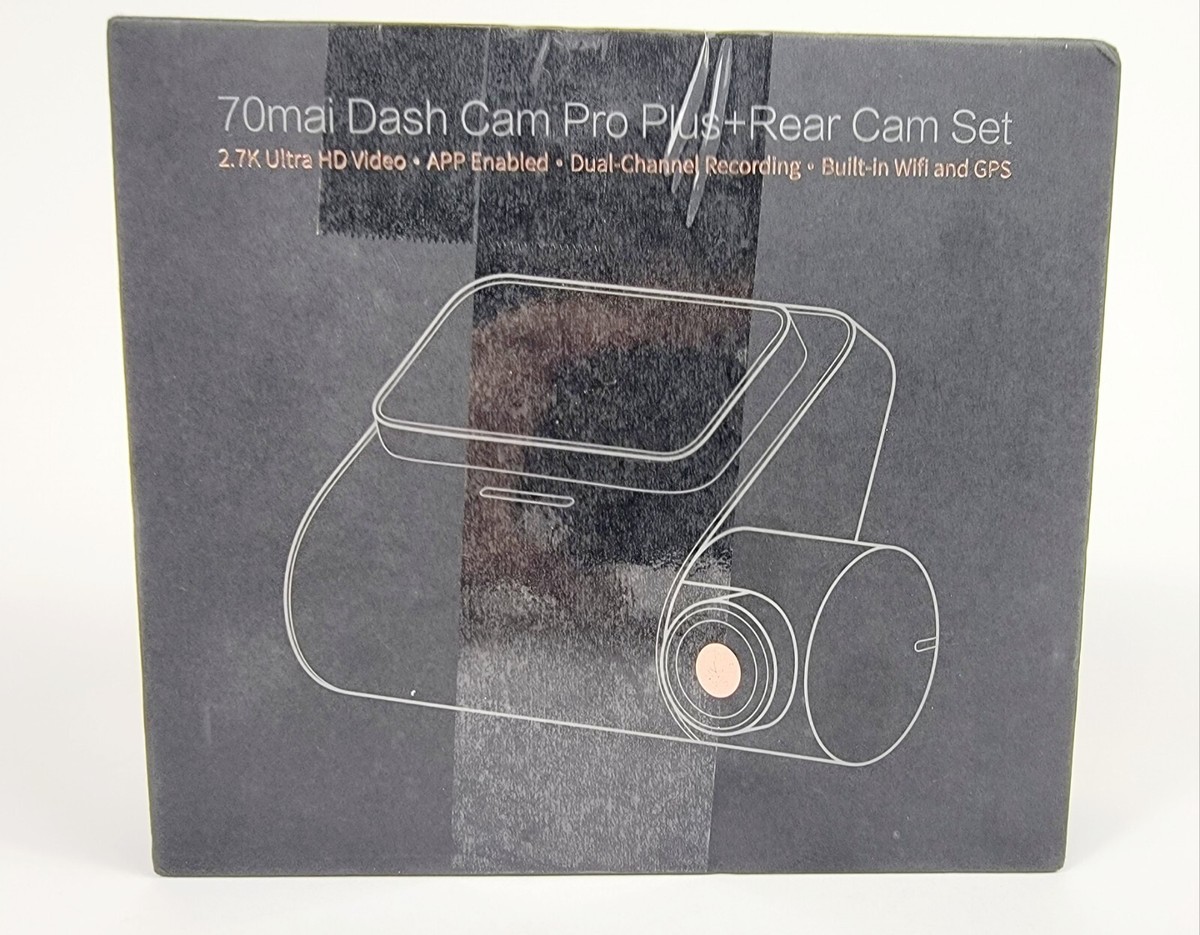 70mai Dash Cam Pro Plus+Rear Cam Set
2.7K Ultra HD Video • APP Enabled • Dual-Channel Recording • Built-in Wifi and GPS